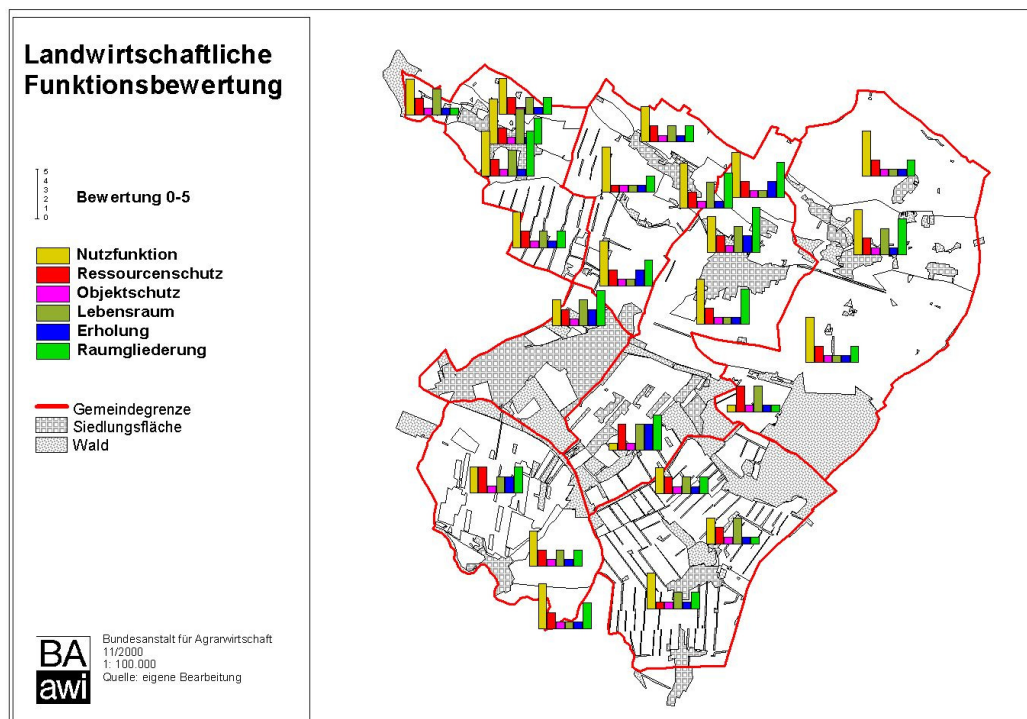 Landwirtschaftliche
Funktionsbewertung
5
4
3
2
1
0
Bewertung 0-5
Nutzfunktion
Ressourcenschutz
Objektschutz
Lebensraum
Erholung
Raumgliederung
Gemeindegrenze
Siedlungsfläche
Wald
BA
awi
Bundesanstalt für Agrarwirtschaft
11/2000
1: 100.000
Quelle: eigene Bearbeitung